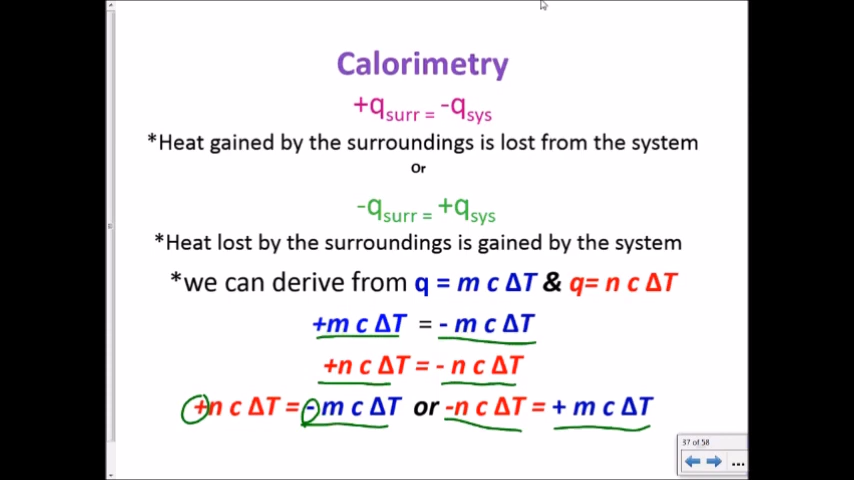 Calorimetry
+qsurr = -qsys
*Heat gained by the surroundings is lost from the system
Or
-qsurr = +qsys
*Heat lost by the surroundings is gained by the system
*we can derive from q = m c ΔT & q= n c ΔT
+m c ΔT = - m c ΔT
+n c ΔT = - n c ΔT
+n c ΔT = -m c ΔT or -n c ΔT = + m c ΔT
37 of 58
...